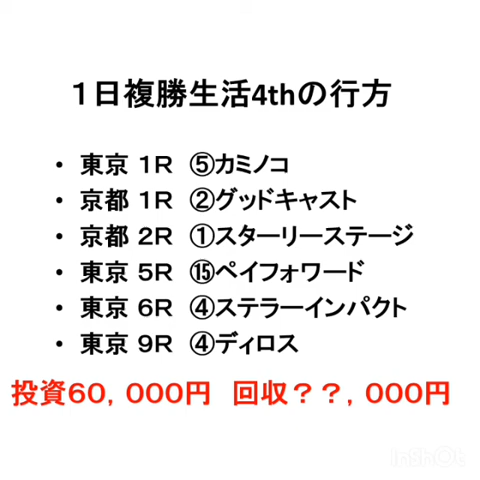 １日複勝生活4thの行方
・ 東京 １Ｒ ⑤カミノコ
・ 京都 １Ｒ ②グッドキャスト
・ 京都 ２Ｒ ①スターリーステージ
・ 東京 ５Ｒ ⑮ペイフォワード
・ 東京 ６Ｒ ④ステラーインパクト
・ 東京 ９Ｒ ④ディロス
投資６０，０００円 回収？？，０００円
InShOt